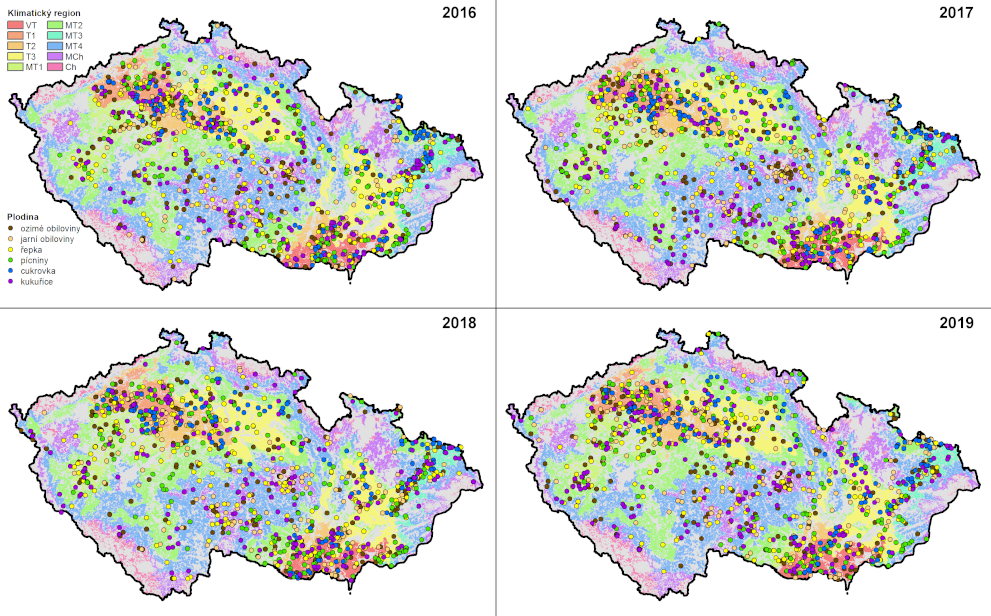 2016
2017
Klimatický region
VT MT2
T1 MT3
T2 MT4
T3 MCh
MT1 Ch
Plodina
ozimé obiloviny
jarní obiloviny
řepka
pícniny
cukrovka
kukuřice
2018
2019